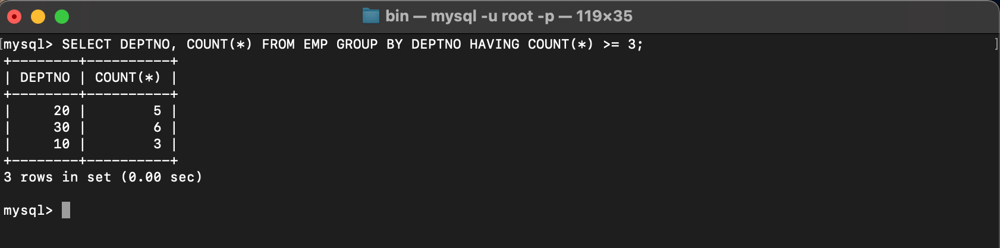 bin — mysql -u root -p — 119×35
[mysql> SELECT DEPTNO, COUNT(*) FROM EMP GROUP BY DEPTNO HAVING COUNT(*) >= 3; ]
+--------+----------+
| DEPTNO | COUNT(*) |
+--------+----------+
|     20 |        5 |
|     30 |        6 |
|     10 |        3 |
+--------+----------+
3 rows in set (0.00 sec)
mysql>